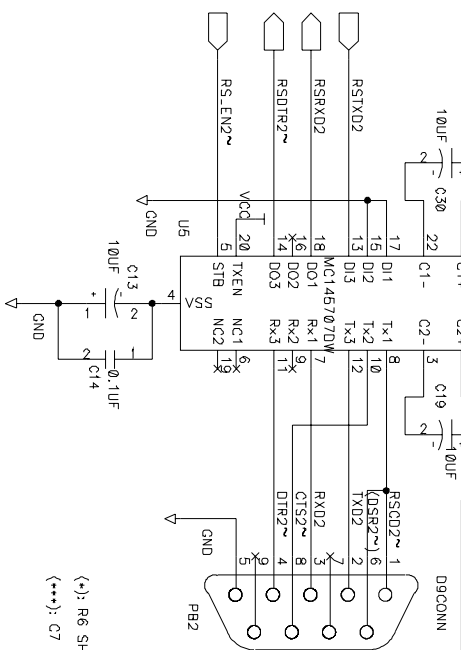 10UF
10UF
D9CONN
2 C30 22 C1- C2- 3 2 C19
17 DI1 Tx1 8 RSCD2~ 1
15 DI2 Tx2 10 (DSR2~) 6
RSTXD2 13 DI3 Tx3 12 TXD2 2
MC145707DW 7
RSRXD2 18 DO1 Rx1 7 RXD2 3
16 DO2 Rx2 9 CTS2~ 8
RSDTR2~ 14 DO3 Rx3 11 DTR2~ 4
9
VCC 20 TXEN NC1 6 5
RS_EN2~ 5 STB NC2 19 GND
PB2
U5 VSS
4
GND
C13 2 1
10UF + - 1 2 0.1UF
C14
GND
(*): R6 SH
(***): C7